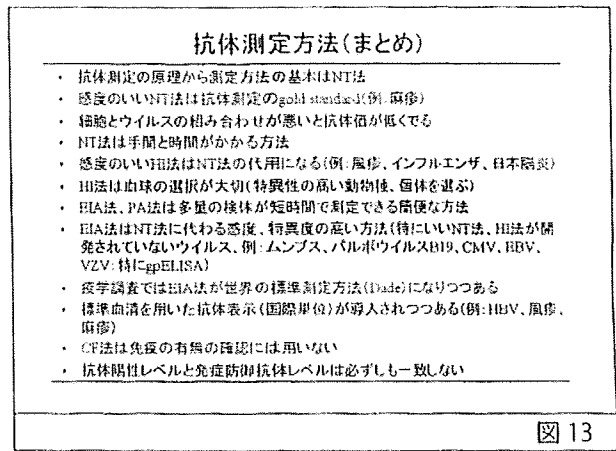 抗体測定方法(まとめ)
・ 抗体測定の原理から測定方法の基本はNT法
・ 感度のいいNT法は抗体測定のgold standard(例:麻疹)
・ 細胞とウイルスの組み合わせが悪いと抗体価が低くでる
・ NT法は手間と時間がかかる方法
・ 感度のいいHI法はNT法の代用になる(例:風疹、インフルエンザ、日本脳炎)
・ HI法は血球の選択が大切(特異性の高い動物種、個体を選ぶ)
・ EIA法、PA法は多量の検体が短時間で測定できる簡便な方法
・ EIA法はNT法に代わる感度、特異度の高い方法(特にいいNT法、HI法が開
発されていないウイルス、例:ムンプス、パルボウイルスB19、CMV、EBV、
VZV:特にgpELISA)
・ 疫学調査ではEIA法が世界の標準測定方法(Dade)になりつつある
・ 標準血清を用いた抗体表示(国際単位)が導入されつつある(例:HBV、風疹、
麻疹)
・ CF法は免疫の有無の確認には用いない
・ 抗体陽性レベルと発症防御抗体レベルは必ずしも一致しない
図 13